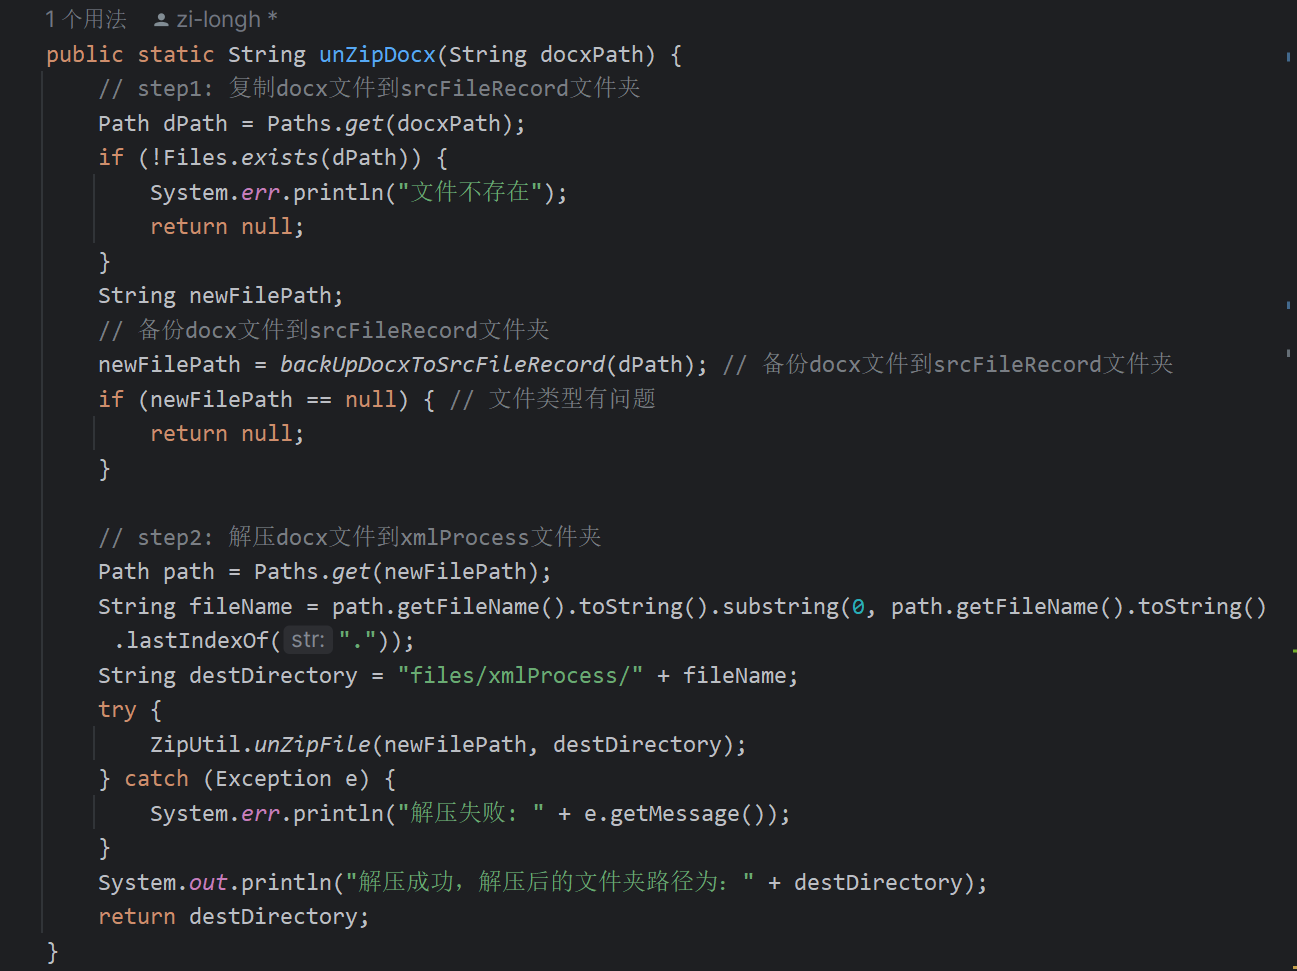 1 个用法 zi-longh *
public static String unZipDocx(String docxPath) {
// step1: 复制docx文件到srcFileRecord文件夹
Path dPath = Paths.get(docxPath);
if (!Files.exists(dPath)) {
System.err.println("文件不存在");
return null;
}
String newFilePath;
// 备份docx文件到srcFileRecord文件夹
newFilePath = backUpDocxToSrcFileRecord(dPath); // 备份docx文件到srcFileRecord文件夹
if (newFilePath == null) { // 文件类型有问题
return null;
}
// step2: 解压docx文件到xmlProcess文件夹
Path path = Paths.get(newFilePath);
String fileName = path.getFileName().toString().substring(0, path.getFileName().toString()
.lastIndexOf( str: "."));
String destDirectory = "files/xmlProcess/" + fileName;
try {
ZipUtil.unZipFile(newFilePath, destDirectory);
} catch (Exception e) {
System.err.println("解压失败: " + e.getMessage());
}
System.out.println("解压成功，解压后的文件夹路径为: " + destDirectory);
return destDirectory;
}